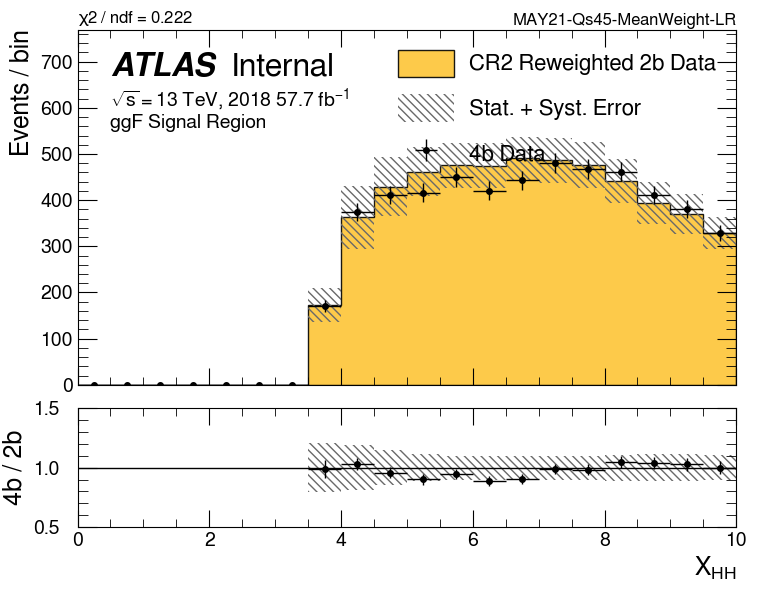 χ² / ndf = 0.222
MAY21-Qs45-MeanWeight-LR
ATLAS Internal
√s = 13 TeV, 2018 57.7 fb⁻¹
ggF Signal Region
CR2 Reweighted 2b Data
Stat. + Syst. Error
4b Data
Events / bin
700
600
500
400
300
200
100
0
4b / 2b
1.5
1.0
0.5
0 2 4 6 8 10
X_HH